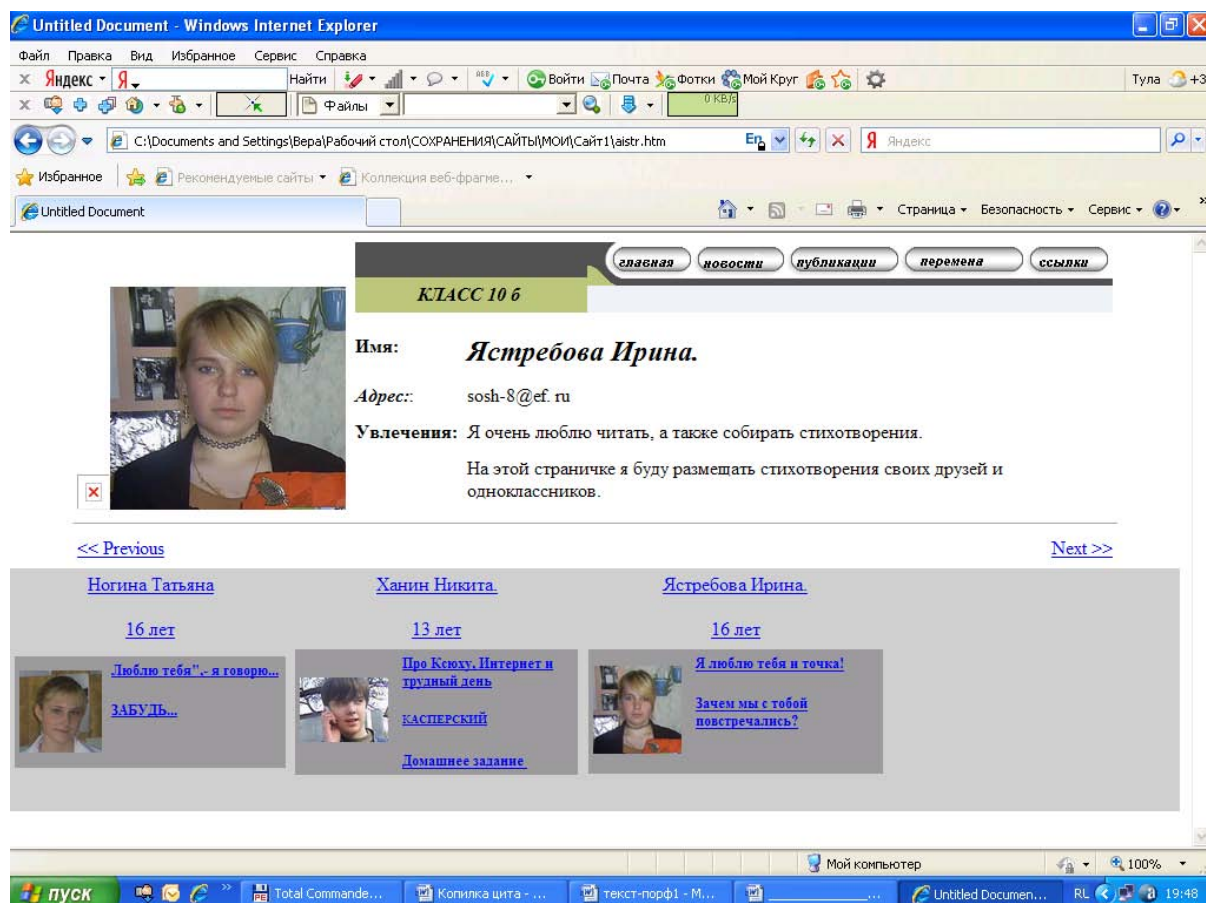 Untitled Document - Windows Internet Explorer
Файл Правка Вид Избранное Сервис Справка
Яндекс Я Найти Войти Почта Фотки Мой Круг Тула +3
Файлы 0 KB/s
C:\Documents and Settings\Вера\Рабочий стол\СОХРАНЕНИЯ\САЙТЫ\МОИ\Сайт1\aistr.htm En Я Яндекс
Избранное Рекомендуемые сайты Коллекция веб-фрагме...
Untitled Document Страница Безопасность Сервис »
главная новости публикации перемена ссылки
КЛАСС 10 б
Имя: Ястребова Ирина.
Адрес:: sosh-8@ef. ru
Увлечения: Я очень люблю читать, а также собирать стихотворения.
На этой страничке я буду размещать стихотворения своих друзей и
одноклассников.
<< Previous Next >>
Ногина Татьяна Ханин Никита. Ястребова Ирина.
16 лет 13 лет 16 лет
Люблю тебя",- я говорю...
ЗАБУДЬ...
Про Ксюху, Интернет и
трудный день
КАСПЕРСКИЙ
Домашнее задание
Я люблю тебя и точка!
Зачем мы с тобой
повстречались?
Мой компьютер 100%
пуск » Total Commande... Копилка цита - ... текст-порф1 - M... ... Untitled Documen... RL 19:48